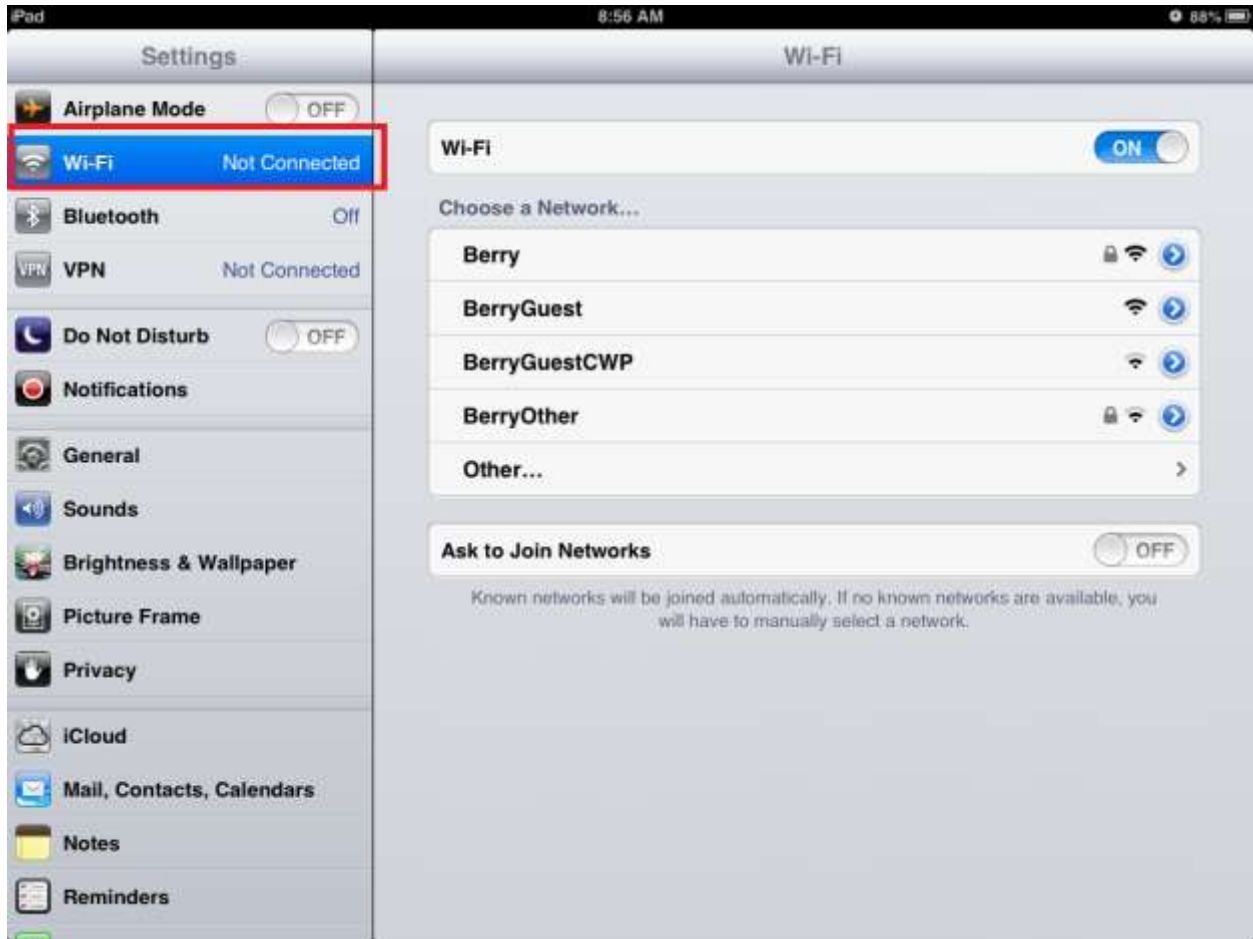 iPad 8:56 AM 88%
Settings
Wi-Fi
Airplane Mode OFF
Wi-Fi Not Connected
Bluetooth Off
VPN VPN Not Connected
Do Not Disturb OFF
Notifications
General
Sounds
Brightness & Wallpaper
Picture Frame
Privacy
iCloud
Mail, Contacts, Calendars
Notes
Reminders
Wi-Fi ON
Choose a Network...
Berry
BerryGuest
BerryGuestCWP
BerryOther
Other...
Ask to Join Networks OFF
Known networks will be joined automatically. If no known networks are available, you
will have to manually select a network.